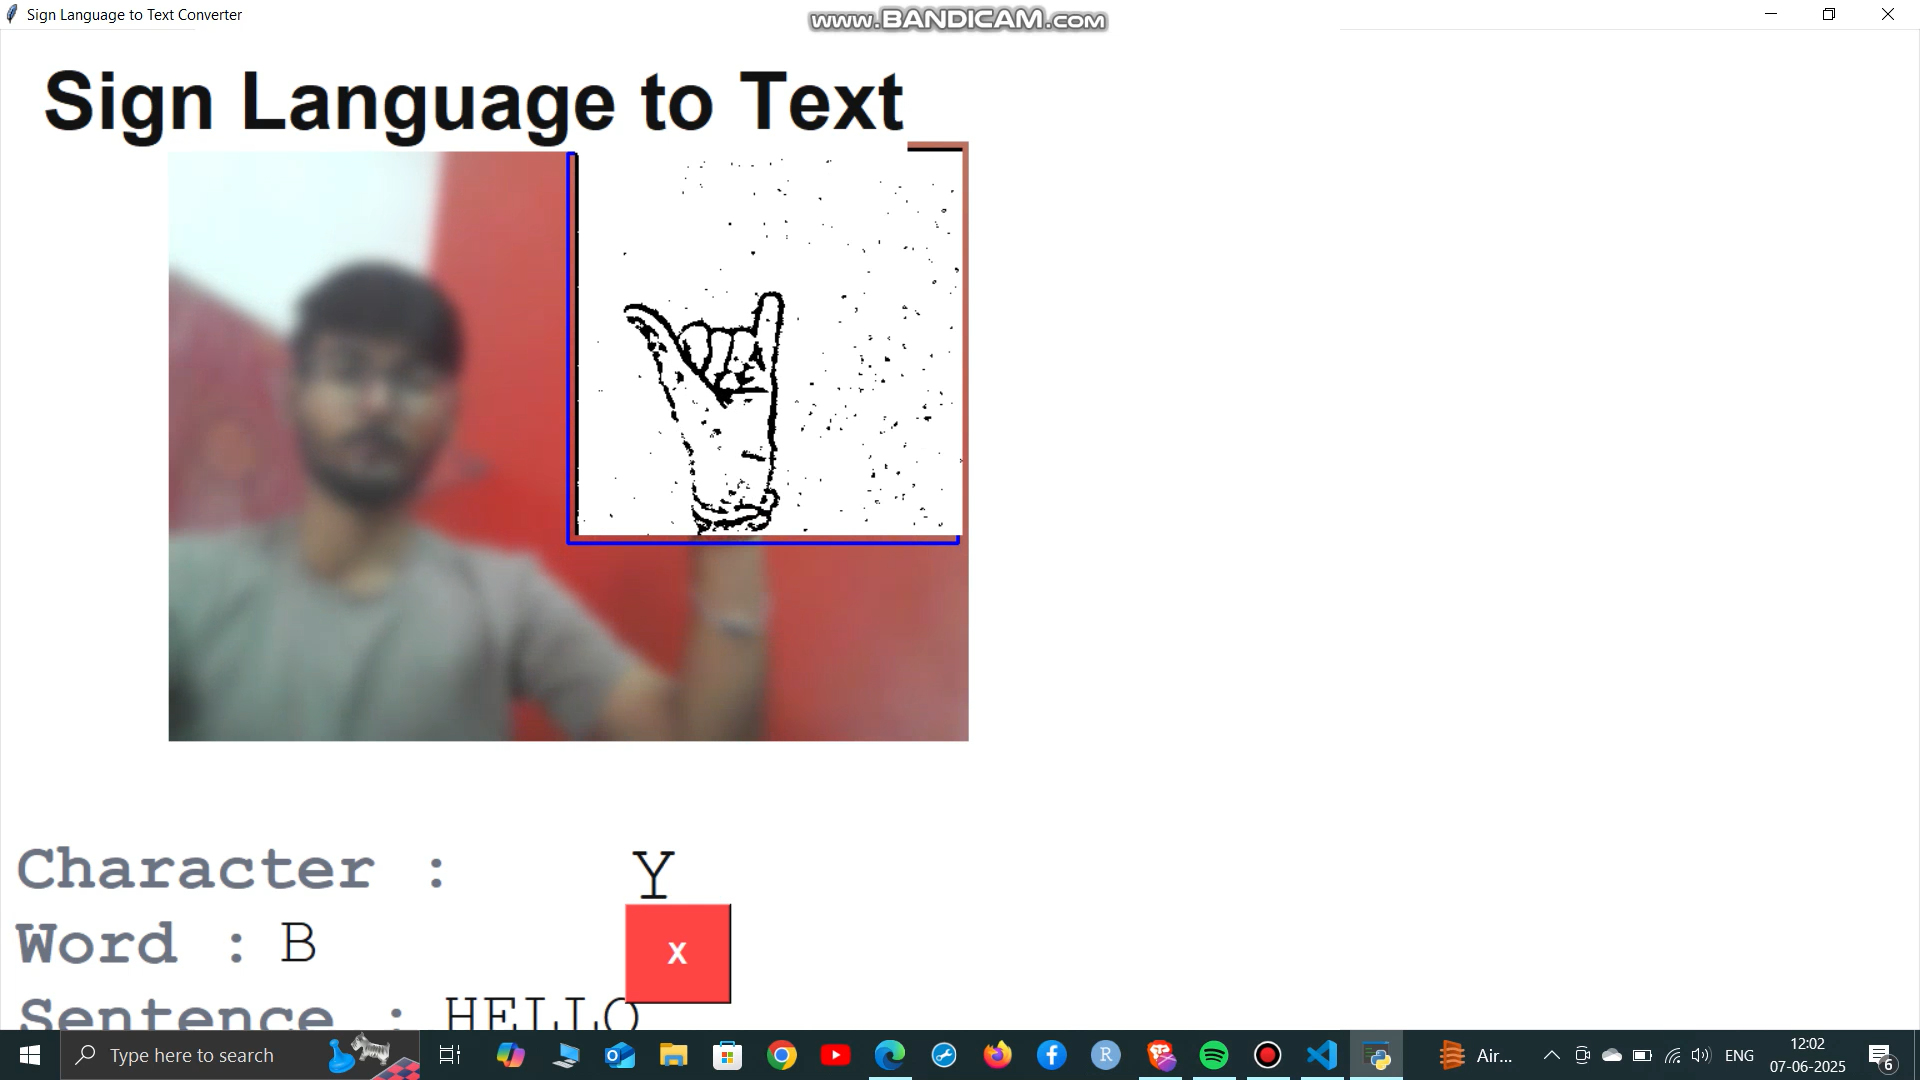 Sign Language to Text Converter
www.BANDICAM.com
Sign Language to Text
Character : Y
Word : B
X
Sentence : HELLO
Type here to search
Air...
ENG
12:02
07-06-2025
6
R